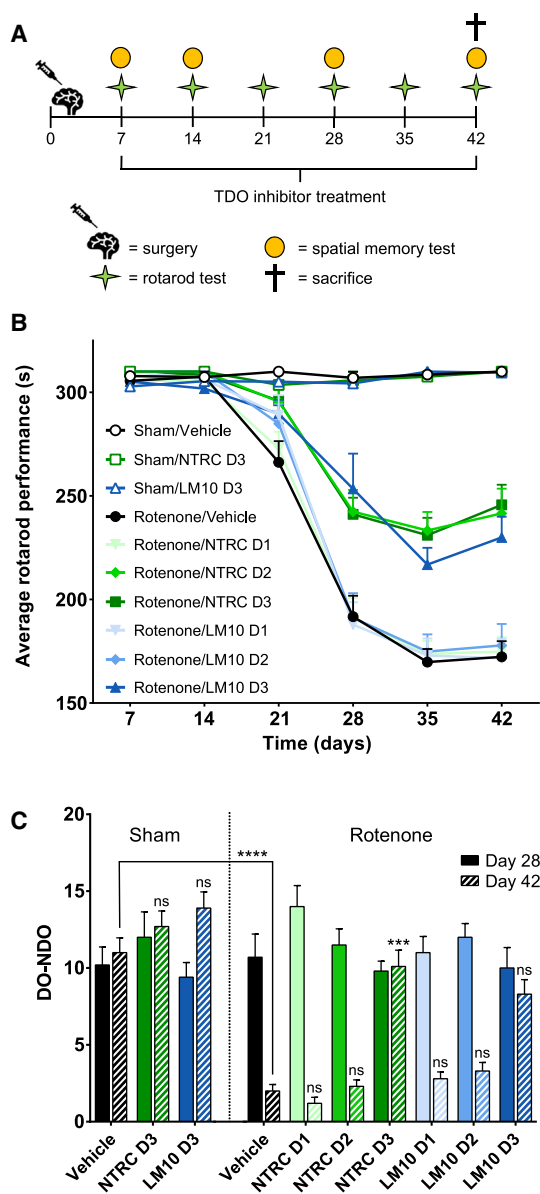 A
0 7 14 21 28 35 42
TDO inhibitor treatment
= surgery = spatial memory test
= rotarod test = sacrifice
B
Average rotarod performance (s)
300
250
200
150
Sham/Vehicle
Sham/NTRC D3
Sham/LM10 D3
Rotenone/Vehicle
Rotenone/NTRC D1
Rotenone/NTRC D2
Rotenone/NTRC D3
Rotenone/LM10 D1
Rotenone/LM10 D2
Rotenone/LM10 D3
7 14 21 28 35 42
Time (days)
C
DO-NDO
20
15
10
5
0
Sham Rotenone
****
Day 28
Day 42
ns ns ns ns *** ns ns ns
Vehicle
NTRC D3
LM10 D3
Vehicle
NTRC D1
NTRC D2
NTRC D3
LM10 D1
LM10 D2
LM10 D3